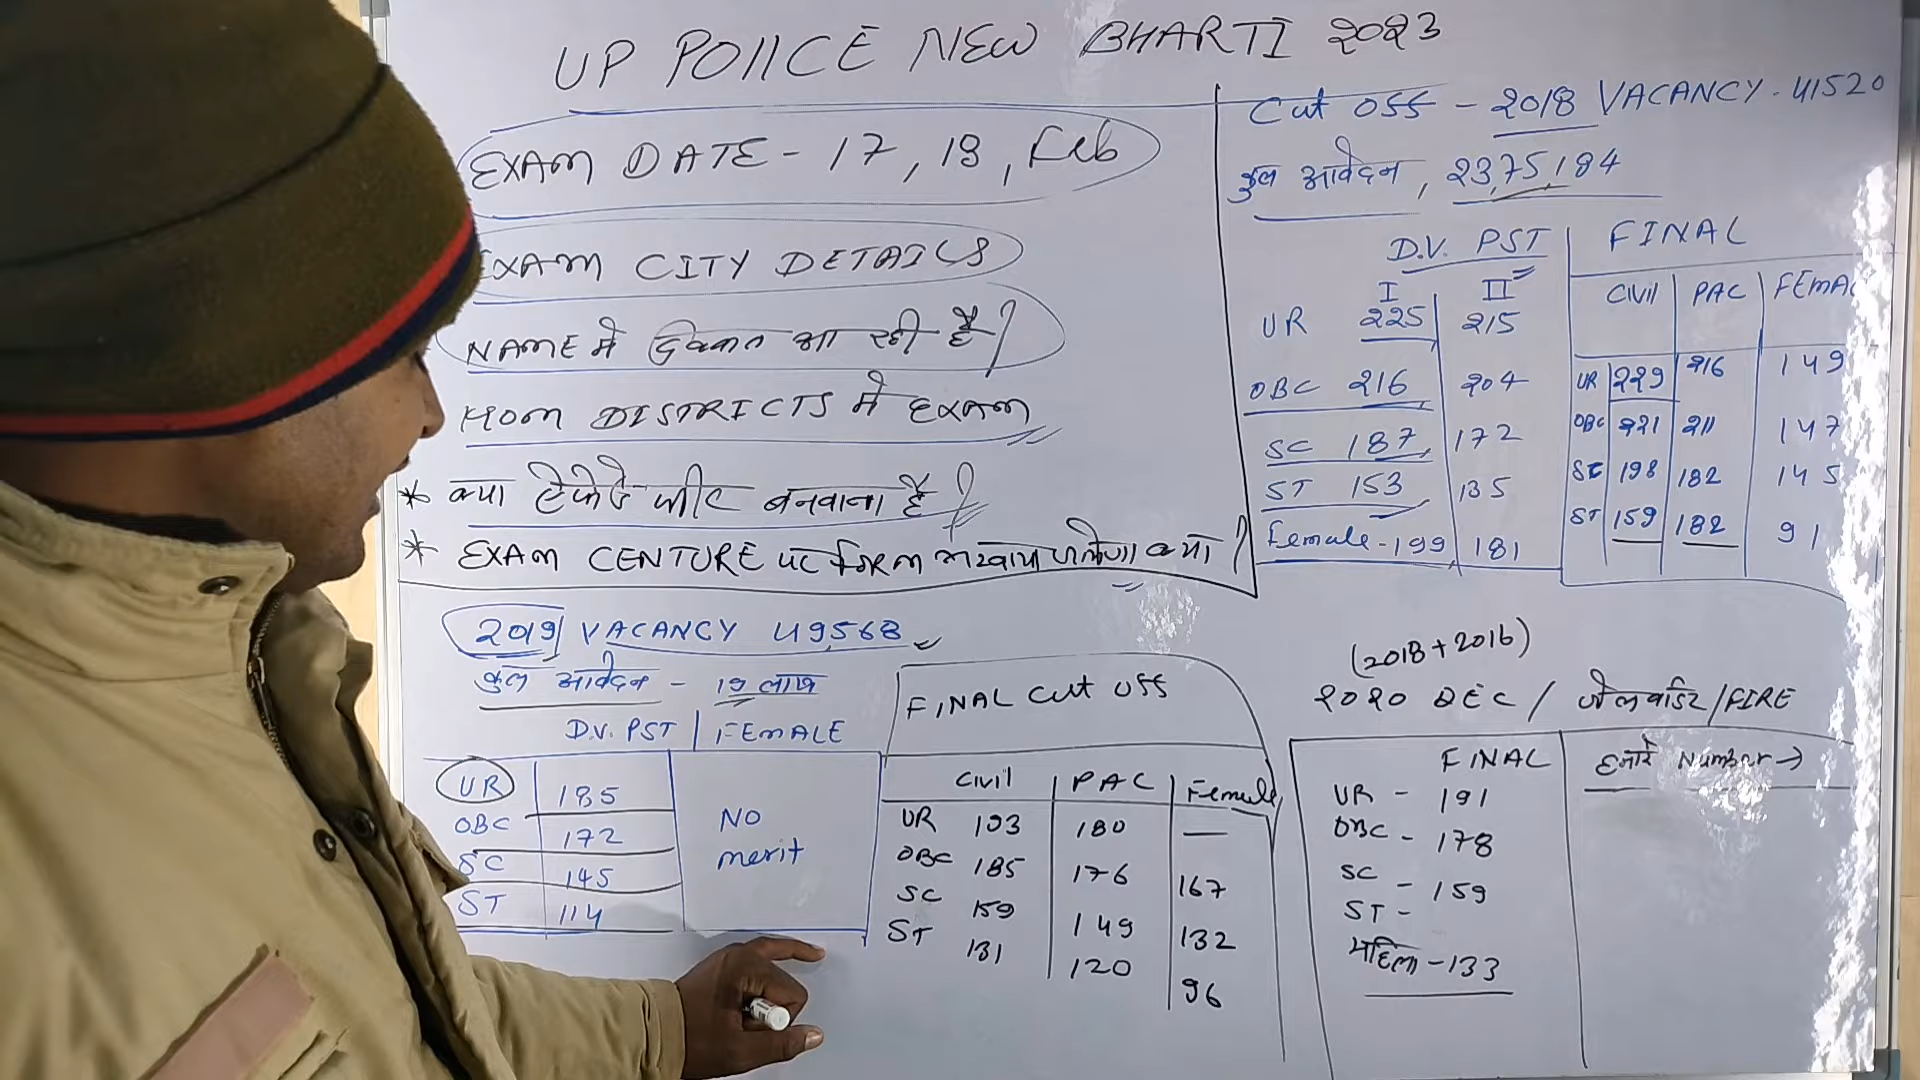 UP POLICE NEW BHARTI 2023
EXAM DATE - 17, 18, Feb
EXAM CITY DETAILS
NAME में दिक्कत आ रही है?
HOM DISTRICTS में EXAM
* क्या टेम्पोरेरी बनवाना है?
* EXAM CENTURE पर फिरसे भरवाया जायेगा क्या?
Cut OFF - 2018 VACANCY - 41520
कुल आवेदन, 23,75,184
D.V. PST
I II
UR 225 215
OBC 216 204
SC 187, 172
ST 153, 135
Female - 199, 181
FINAL
CIVIL PAC FEMAL
UR 229 216 149
OBC 221 211 147
SC 198 182 145
ST 159 182 91
2019 VACANCY 49568
कुल आवेदन - 19 लाख
D.V. PST FEMALE
UR 185
OBC 172
SC 145
ST 114
NO
merit
FINAL Cut OFF
Civil PAC Female
UR 193 180 —
OBC 185 176 167
SC 159 149 132
ST 131 120 96
(2018 + 2016)
2020 DEC / जेलवार्डर / FIRE
FINAL
UR - 191
OBC - 178
SC - 159
ST -
महिला - 133
हमारे Number →